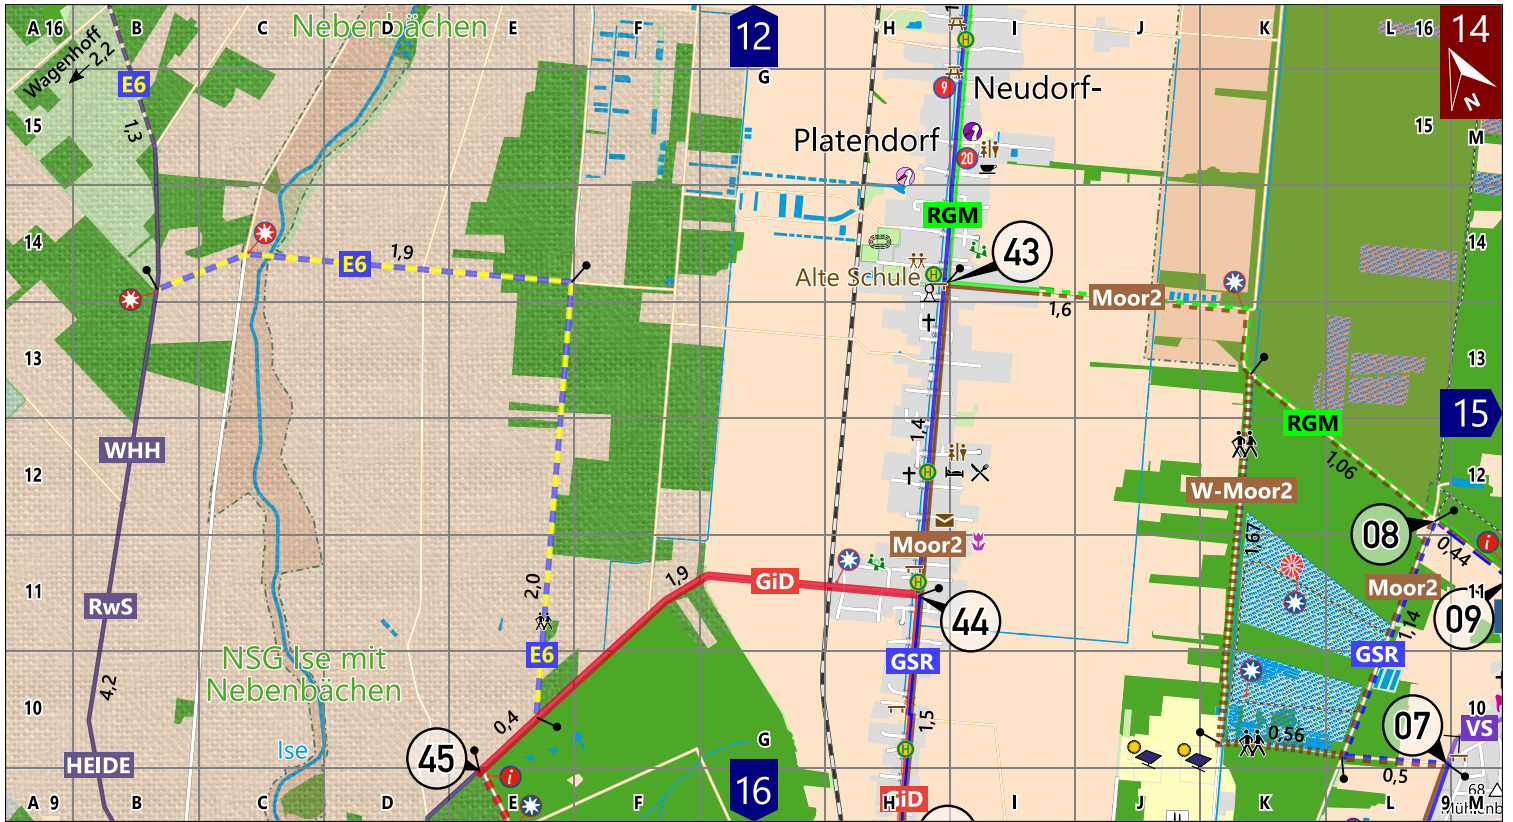 A 16
B
C
D
E
F
12
H
I
J
K
L
16
14
N
Nebenbächen
Wagenhoff
2,2
E6
G
9
Neudorf-
15
1,3
15
M
Platendorf
20
RGM
14
1,9
E6
43
14
Alte Schule
Moor2
1,6
13
13
15
RGM
1,4
WHH
12
1,06
12
W-Moor2
08
1,67
Moor2
0,44
i
11
2,0
1,9
GiD
Moor2
11
RwS
44
09
1,14
E6
GSR
GSR
NSG Ise mit
Nebenbächen
4,2
10
0,4
1,5
10
07
VS
0,56
Ise
45
G
HEIDE
i
0,5
16
GiD
68
Mühlenb
A 9
B
C
D
E
F
H
I
J
K
L
9 M